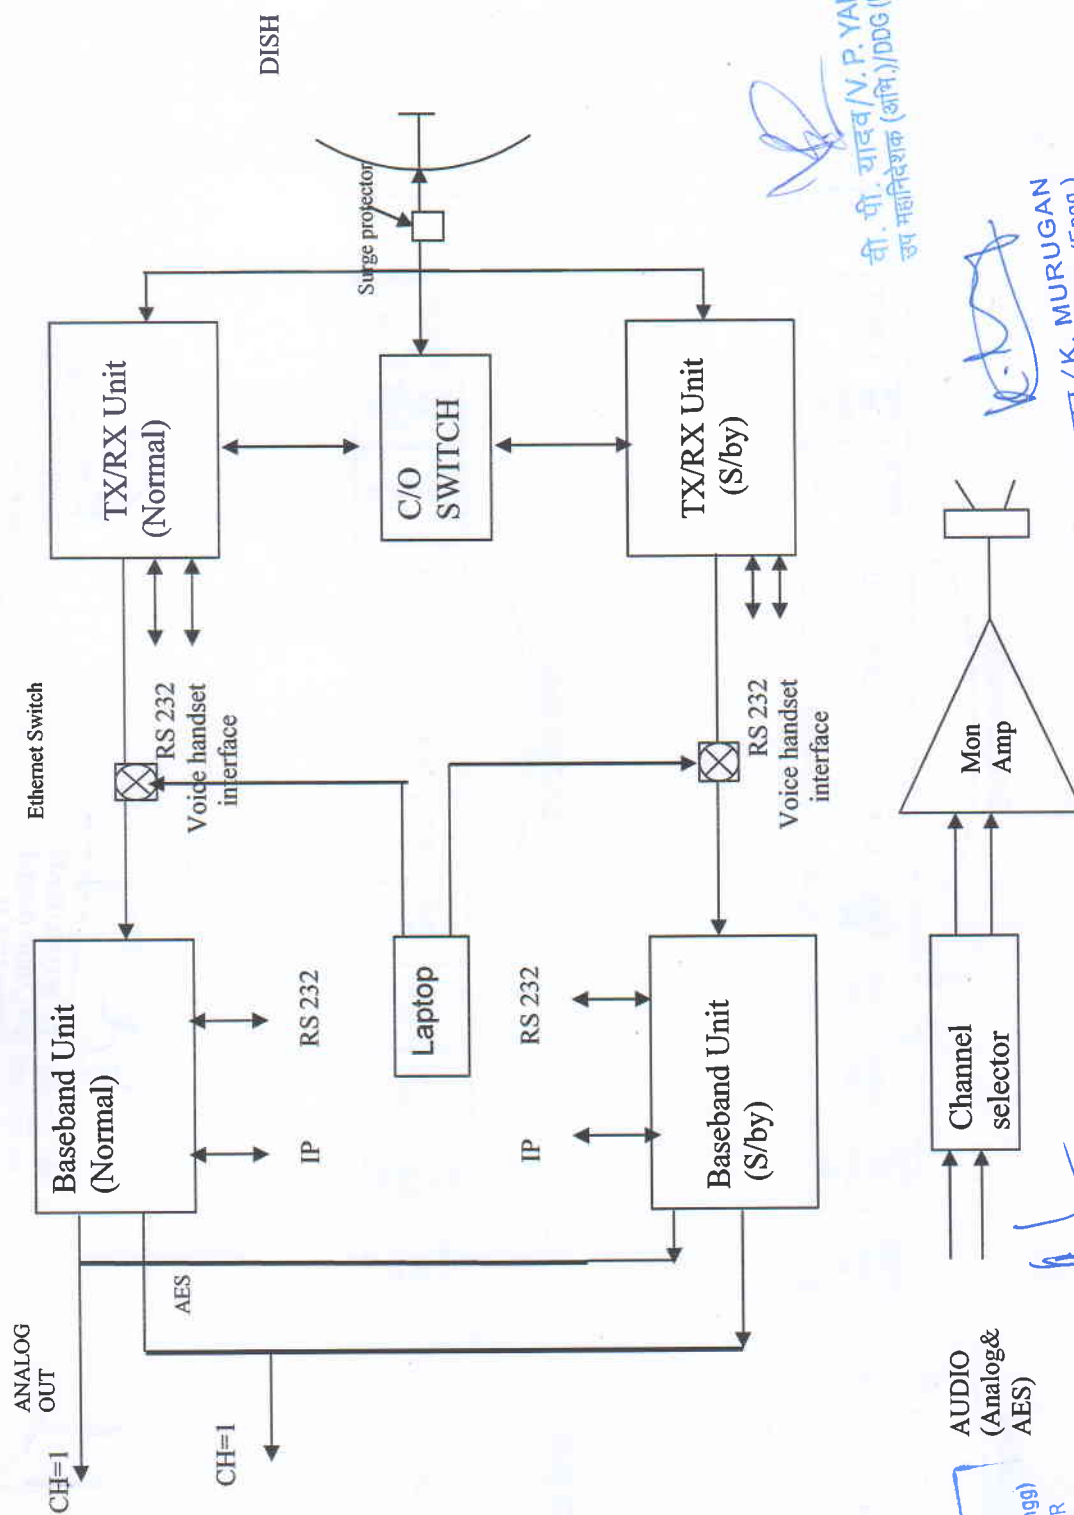 DISH
Surge protector
TX/RX Unit
(Normal)
C/O
SWITCH
TX/RX Unit
(S/by)
Ethernet Switch
RS 232
Voice handset
interface
RS 232
Voice handset
interface
Baseband Unit
(Normal)
RS 232
IP
Laptop
RS 232
IP
Baseband Unit
(S/by)
ANALOG
OUT
CH=1
AES
CH=1
AUDIO
(Analog&
AES)
Channel
selector
Mon
Amp
वी. पी. यादव/V. P. YA
उप महानिदेशक (अभि.)/DDG(
/K. MURUGAN
(Engg.)